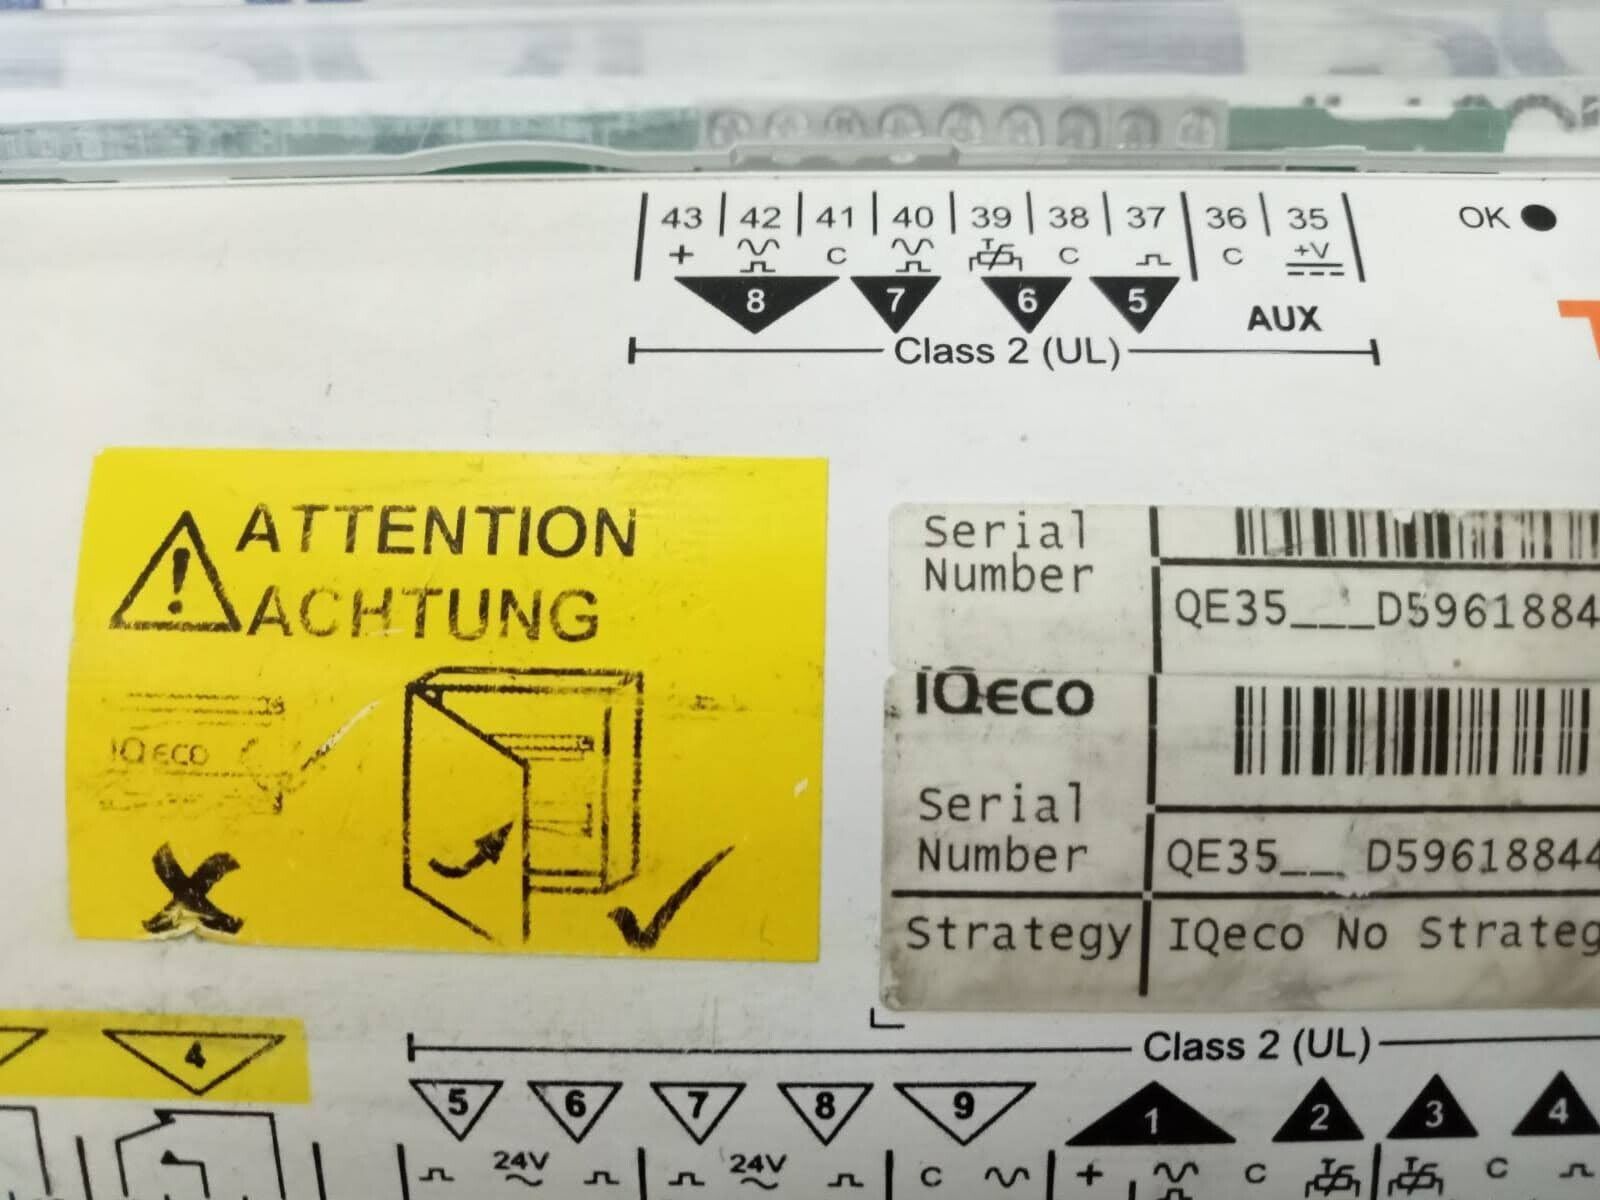 43 42 41 40 39 38 37 36 35 OK
+ C C C +V
8 7 6 5 AUX
Class 2 (UL)
ATTENTION
ACHTUNG
IQeco
Serial
Number
QE35___D5961884
IQeco
Serial
Number
QE35__ D59618844
Strategy IQeco No Strateg
Class 2 (UL)
4 5 6 7 8 9 1 2 3 4
24V 24V C + C C